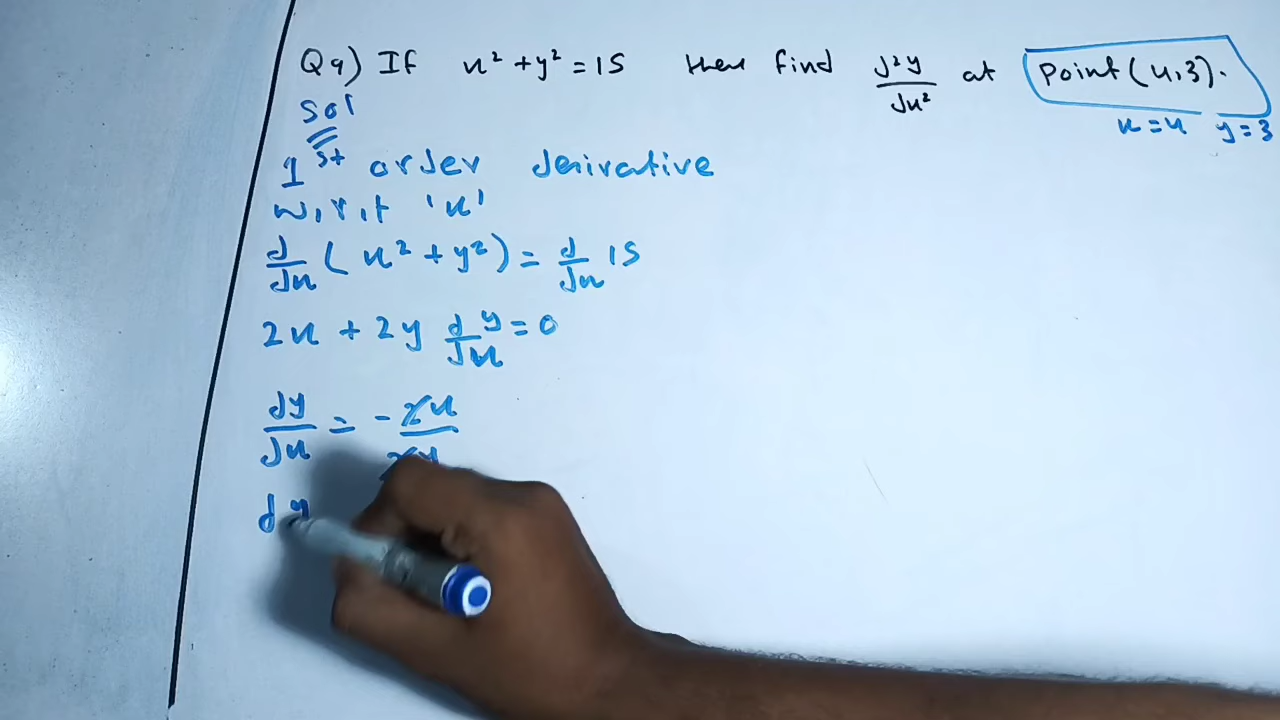 Q9) If x² + y² = 15 then find d²y/dx² at point (4,3).
x = 4 y = 3
Sol
1st order derivative
w.r.t 'x'
d/dx (x² + y²) = d/dx 15
2x + 2y dy/dx = 0
dy/dx = -2x/2y
dy